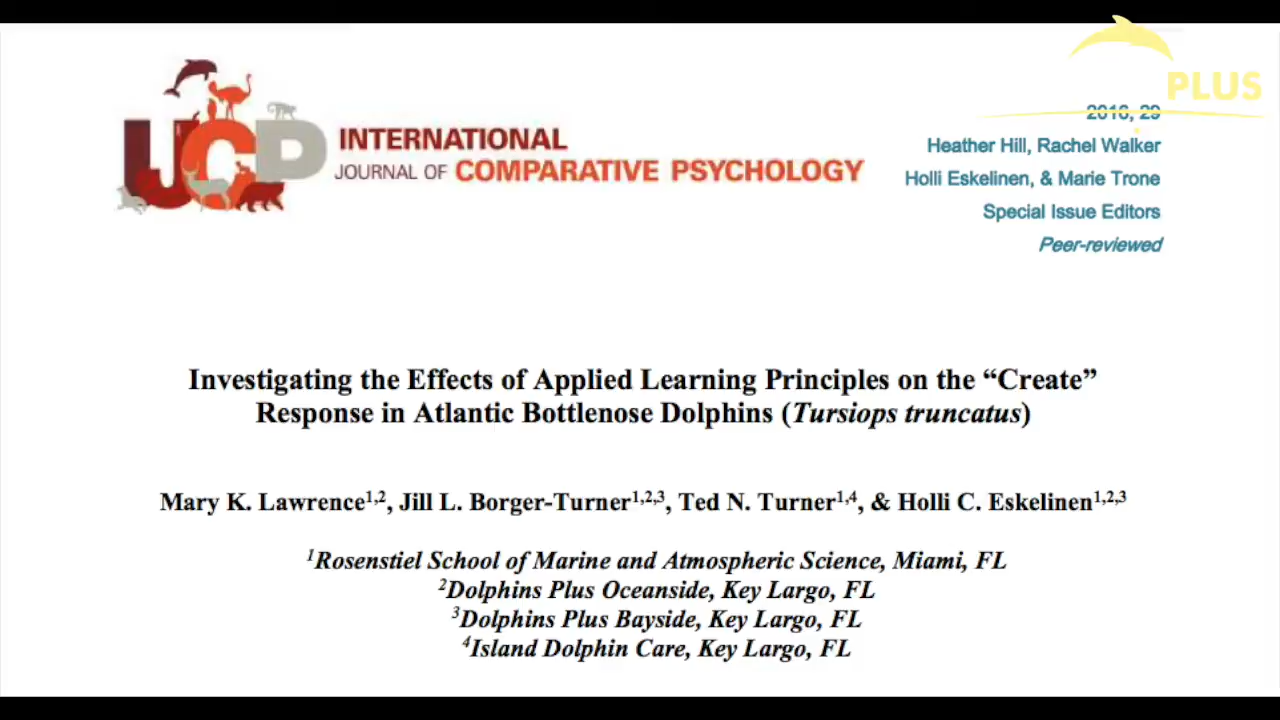 PLUS
IJCP
INTERNATIONAL
JOURNAL OF COMPARATIVE PSYCHOLOGY
2016, 29
Heather Hill, Rachel Walker
Holli Eskelinen, & Marie Trone
Special Issue Editors
Peer-reviewed
Investigating the Effects of Applied Learning Principles on the “Create”
Response in Atlantic Bottlenose Dolphins (Tursiops truncatus)
Mary K. Lawrence1,2, Jill L. Borger-Turner1,2,3, Ted N. Turner1,4, & Holli C. Eskelinen1,2,3
1Rosenstiel School of Marine and Atmospheric Science, Miami, FL
2Dolphins Plus Oceanside, Key Largo, FL
3Dolphins Plus Bayside, Key Largo, FL
4Island Dolphin Care, Key Largo, FL